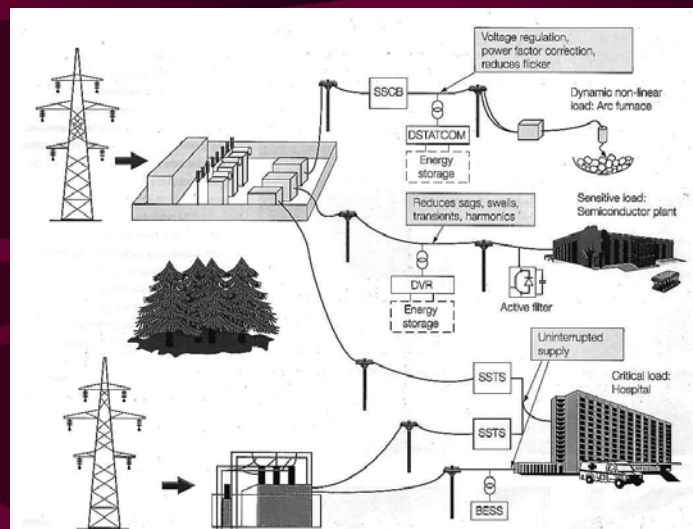 Voltage regulation,
power factor correction,
reduces flicker
SSCB
Dynamic non-linear
load: Arc furnace
DSTATCOM
Energy
storage
Reduces sags, swells,
transients, harmonics
Sensitive load:
Semiconductor plant
DVR
Energy
storage
Active filter
Uninterrupted
supply
SSTS
Critical load:
Hospital
SSTS
BESS